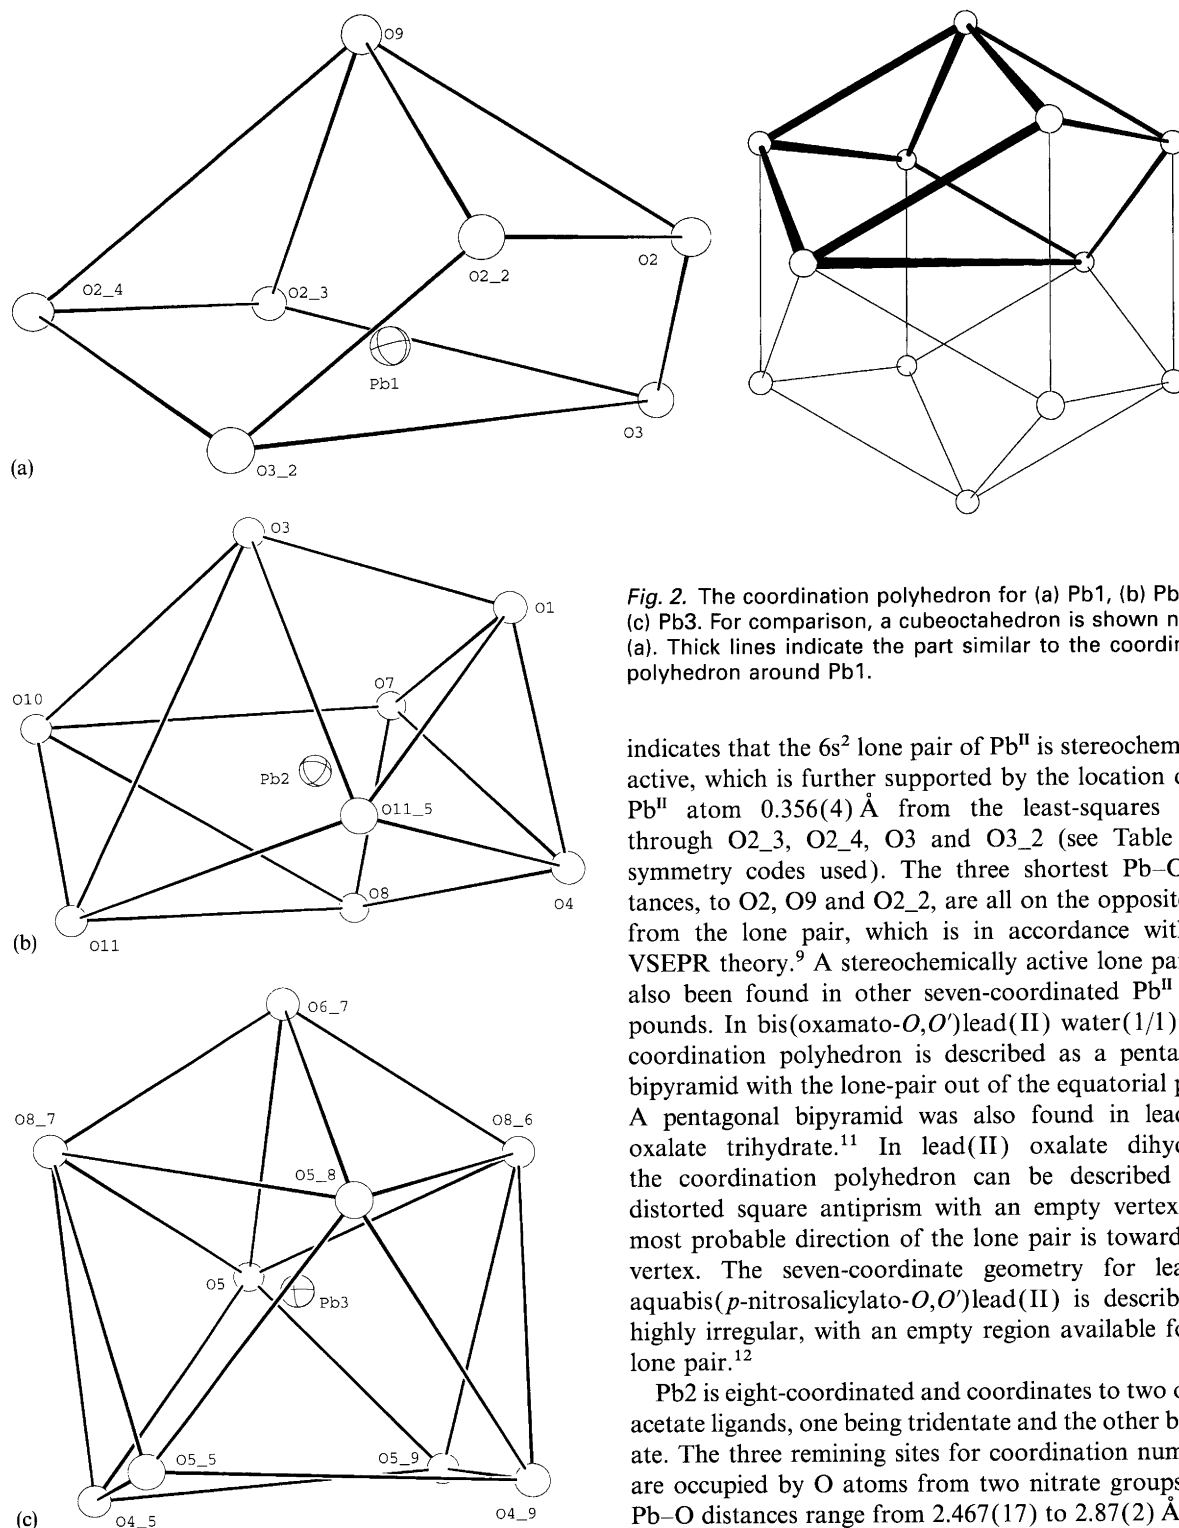 O9
O2_4
O2_3
O2_2
O2
Pb1
O3
O3_2
(a)
O3
O1
O10
O7
Pb2
O11_5
O8
O4
O11
(b)
O6_7
O8_7
O8_6
O5_8
O5
Pb3
O5_5
O5_9
O4_5
O4_9
(c)
Fig. 2. The coordination polyhedron for (a) Pb1, (b) Pb
(c) Pb3. For comparison, a cubeoctahedron is shown n
(a). Thick lines indicate the part similar to the coordin
polyhedron around Pb1.
indicates that the 6s² lone pair of Pbᴵᴵ is stereochem
active, which is further supported by the location o
Pbᴵᴵ atom 0.356(4) Å from the least-squares
through O2_3, O2_4, O3 and O3_2 (see Table
symmetry codes used). The three shortest Pb–O
tances, to O2, O9 and O2_2, are all on the opposite
from the lone pair, which is in accordance with
VSEPR theory.⁹ A stereochemically active lone pai
also been found in other seven-coordinated Pbᴵᴵ
pounds. In bis(oxamato-O,O′)lead(II) water(1/1)
coordination polyhedron is described as a penta
bipyramid with the lone-pair out of the equatorial p
A pentagonal bipyramid was also found in lead
oxalate trihydrate.¹¹ In lead(II) oxalate dihyd
the coordination polyhedron can be described
distorted square antiprism with an empty vertex
most probable direction of the lone pair is toward
vertex. The seven-coordinate geometry for lea
aquabis(p-nitrosalicylato-O,O′)lead(II) is describ
highly irregular, with an empty region available fo
lone pair.¹²
Pb2 is eight-coordinated and coordinates to two o
acetate ligands, one being tridentate and the other b
ate. The three remining sites for coordination num
are occupied by O atoms from two nitrate groups
Pb–O distances range from 2.467(17) to 2.87(2) Å